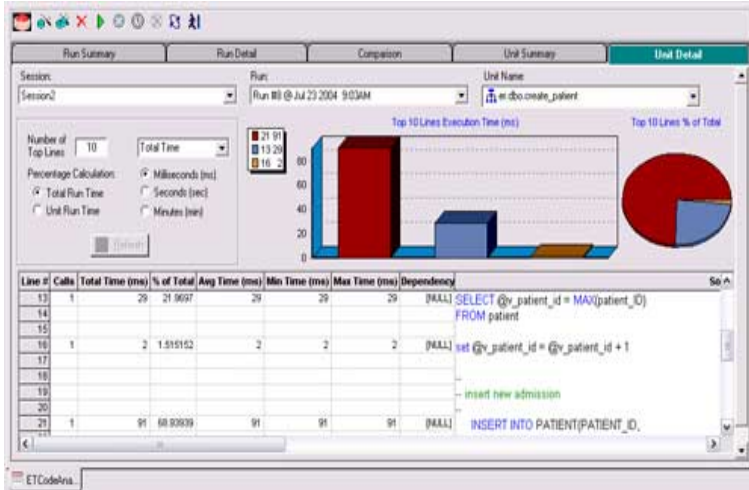 Run Summary Run Detail Comparison Unit Summary Unit Detail
Session: Run: Unit Name
Session2 Run #8 @ Jul 23 2004 9:03AM er.dbo.create_patient
Number of Top Lines 10 Total Time
Percentage Calculation:
Total Run Time
Unit Run Time
Milliseconds (ms)
Seconds (sec)
Minutes (min)
Refresh
21 91
13 29
16 2
Top 10 Lines Execution Time (ms)
80
60
40
20
0
Top 10 Lines % of Total
Line # Calls Total Time (ms) % of Total Avg Time (ms) Min Time (ms) Max Time (ms) Dependency So
13 1 29 21.9697 29 29 29 [NULL] SELECT @v_patient_id = MAX(patient_ID)
14 FROM patient
15
16 1 2 1.515152 2 2 2 [NULL] set @v_patient_id = @v_patient_id + 1
17
18 --
19 -- insert new admission
20 --
21 1 91 68.93939 91 91 91 [NULL] INSERT INTO PATIENT(PATIENT_ID,
ETCodeAna...